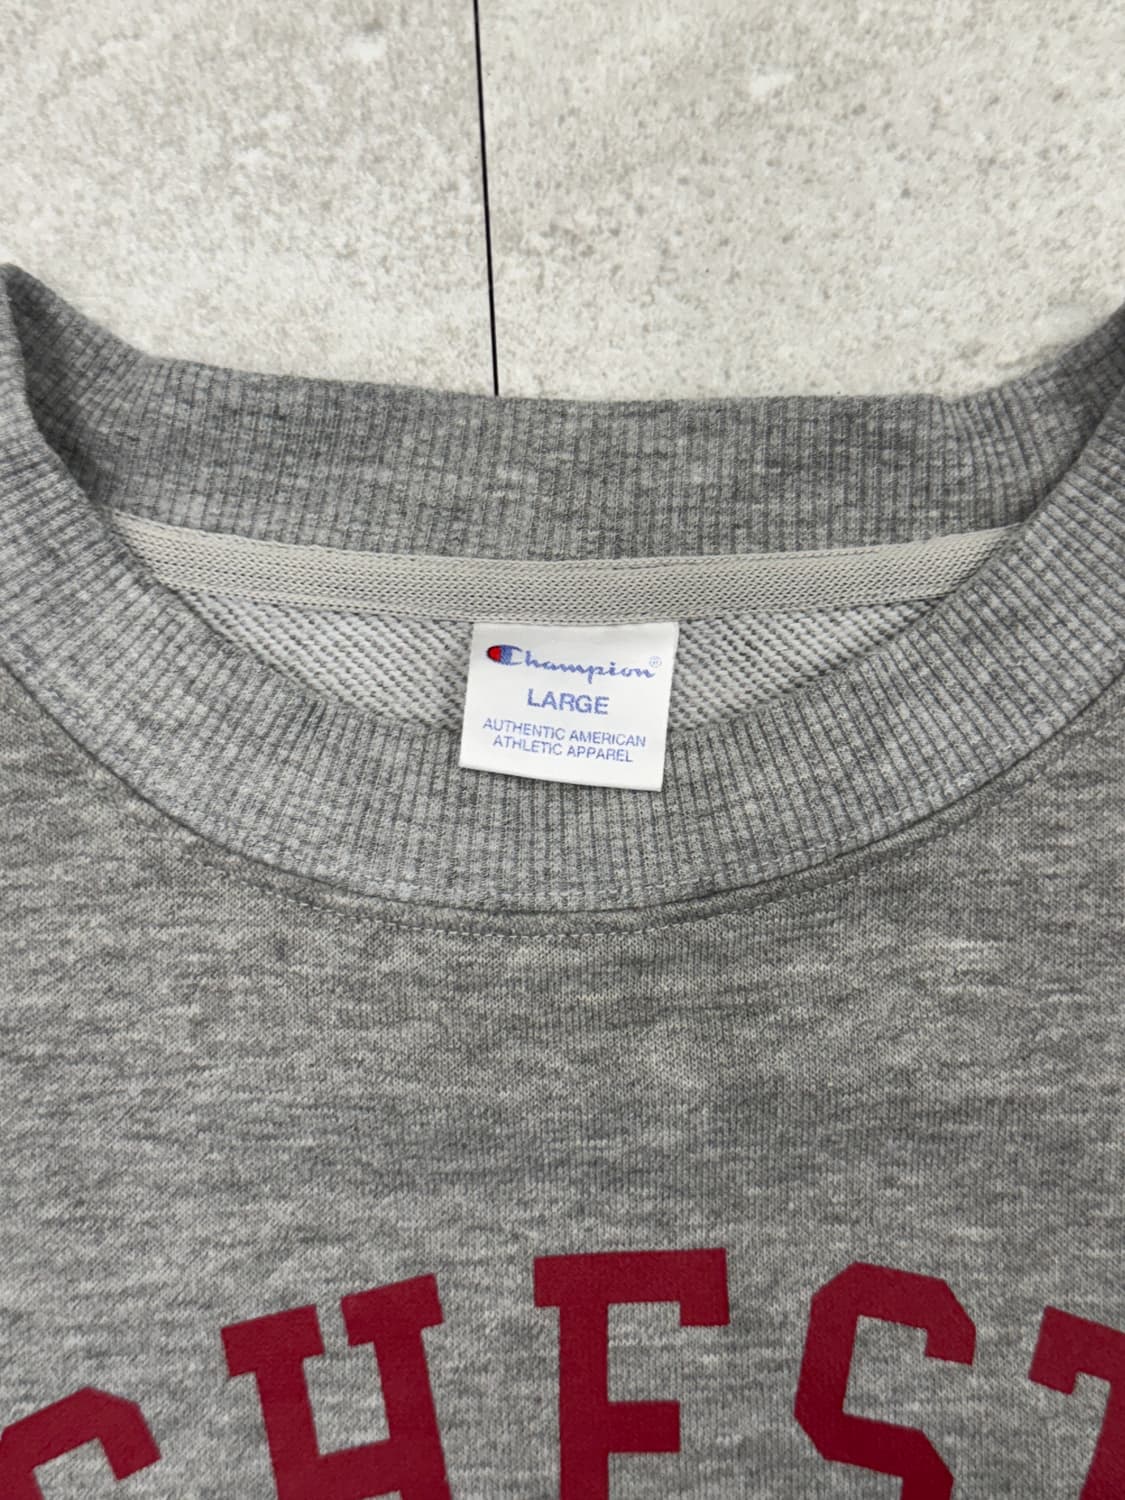 Champion®
LARGE
AUTHENTIC AMERICAN
ATHLETIC APPAREL
CHEST